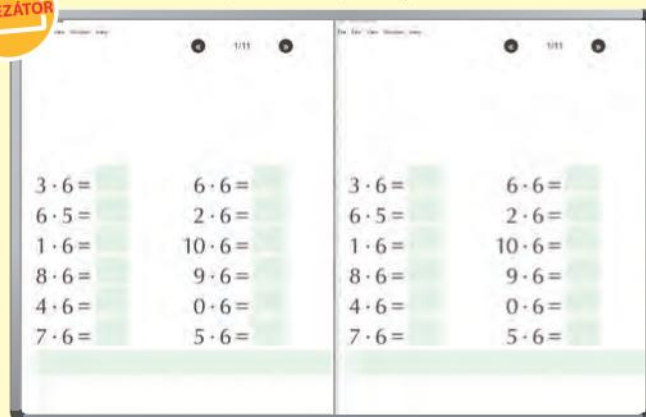 EZÁTOR
1/11
3 · 6 =
6 · 5 =
1 · 6 =
8 · 6 =
4 · 6 =
7 · 6 =
6 · 6 =
2 · 6 =
10 · 6 =
9 · 6 =
0 · 6 =
5 · 6 =
1/11
3 · 6 =
6 · 5 =
1 · 6 =
8 · 6 =
4 · 6 =
7 · 6 =
6 · 6 =
2 · 6 =
10 · 6 =
9 · 6 =
0 · 6 =
5 · 6 =